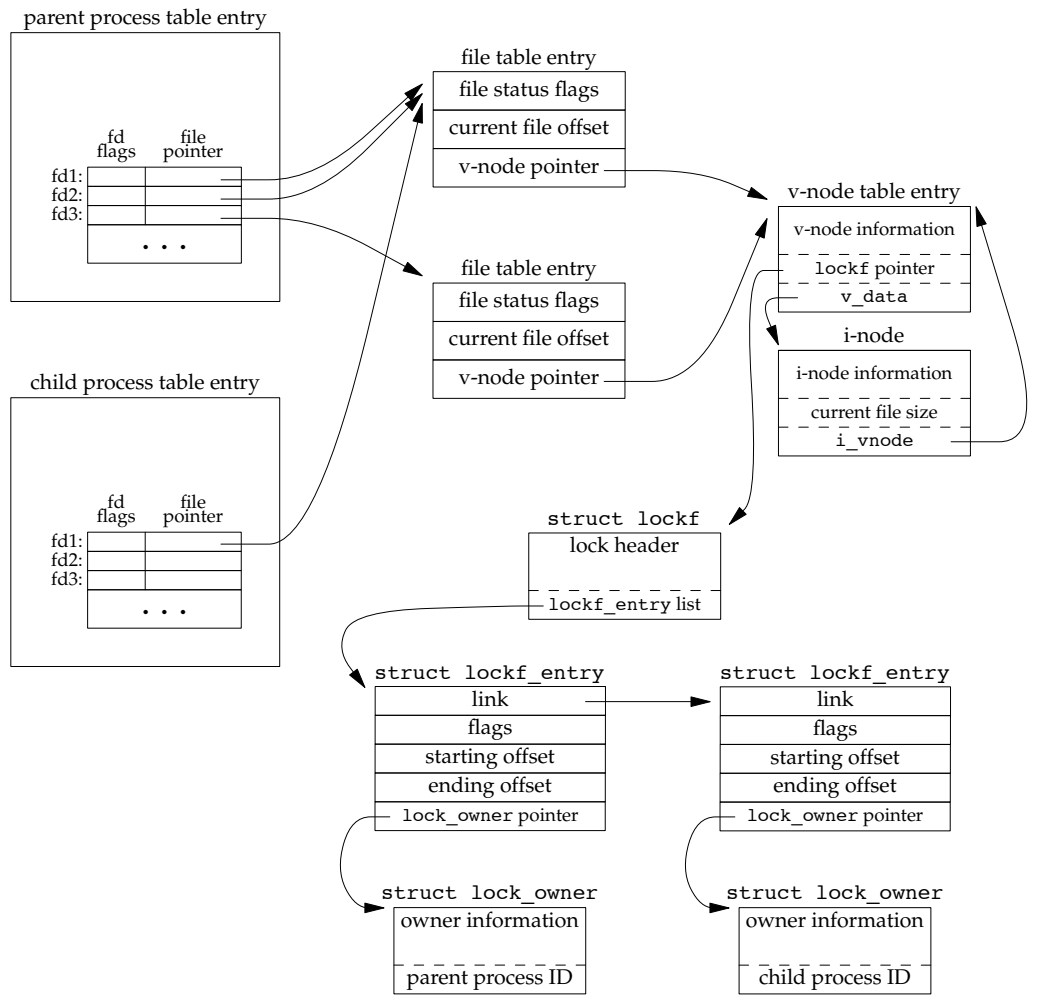 parent process table entry
fd flags
file pointer
fd1:
fd2:
fd3:
. . .
file table entry
file status flags
current file offset
v-node pointer
v-node table entry
v-node information
lockf pointer
v_data
file table entry
file status flags
current file offset
v-node pointer
i-node
i-node information
current file size
i_vnode
child process table entry
fd flags
file pointer
fd1:
fd2:
fd3:
. . .
struct lockf
lock header
lockf_entry list
struct lockf_entry
link
flags
starting offset
ending offset
lock_owner pointer
struct lockf_entry
link
flags
starting offset
ending offset
lock_owner pointer
struct lock_owner
owner information
parent process ID
struct lock_owner
owner information
child process ID